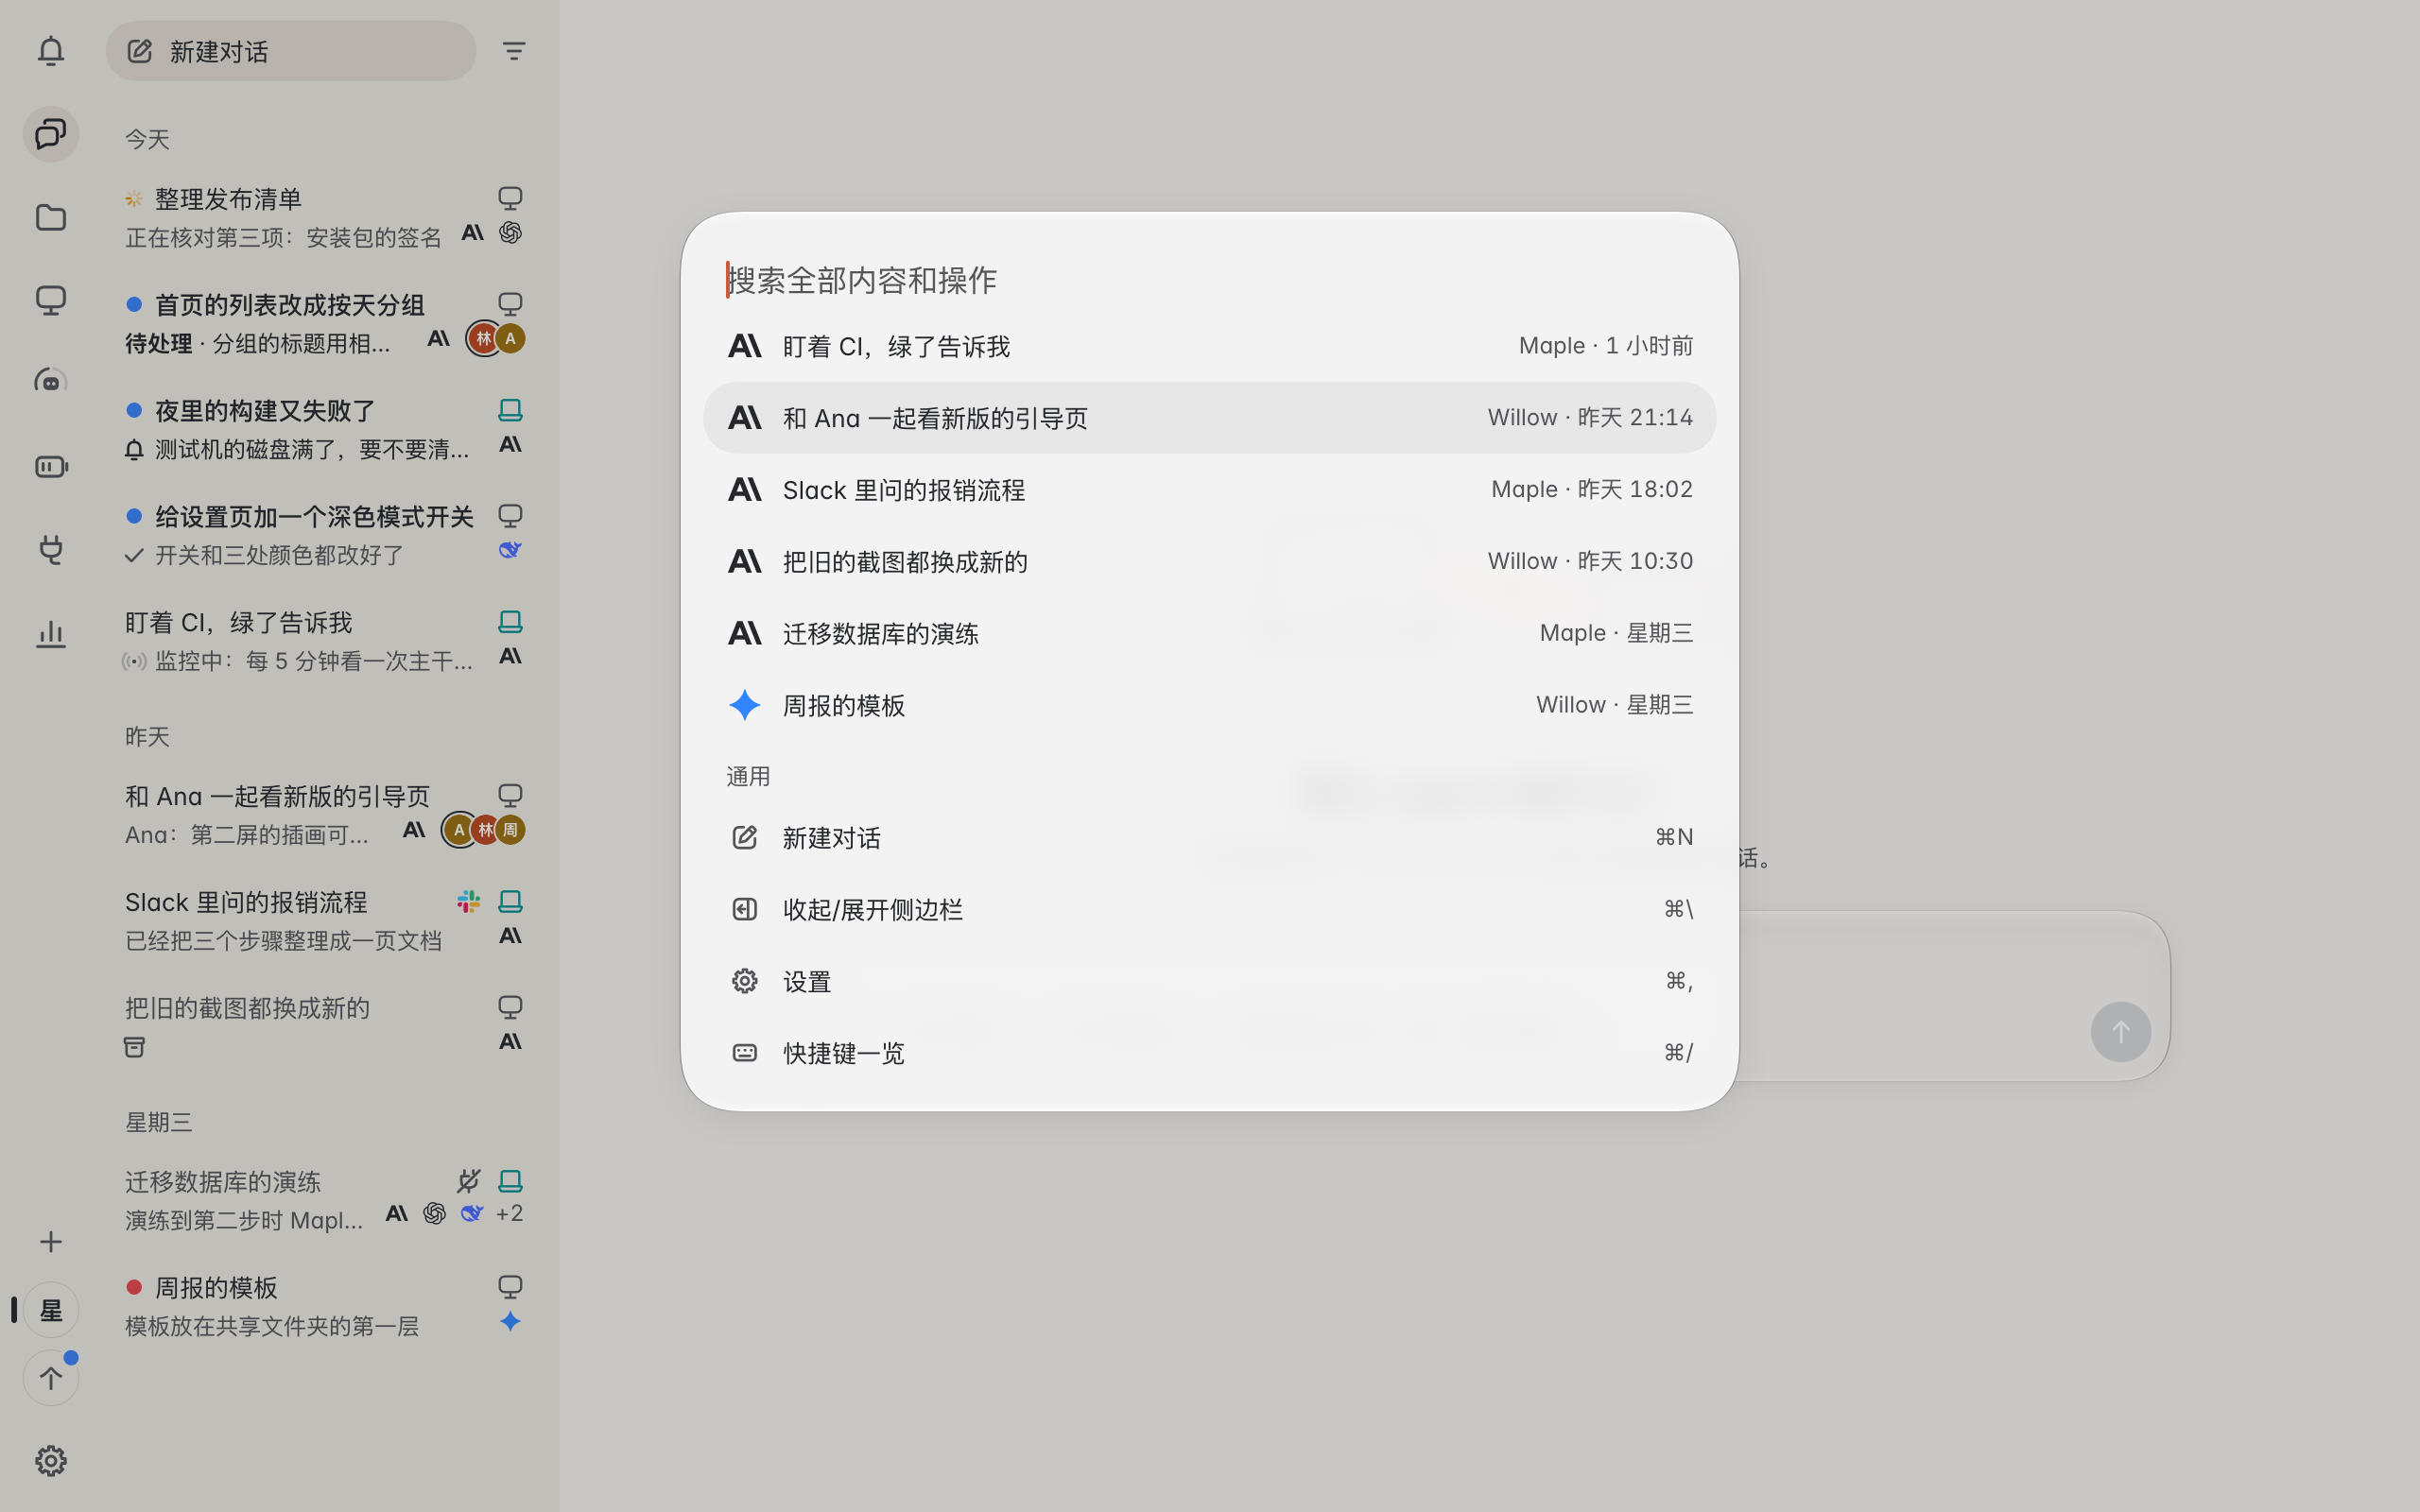 新建对话
今天
整理发布清单
正在核对第三项：安装包的签名
首页的列表改成按天分组
待处理 · 分组的标题用相...
林
A
夜里的构建又失败了
测试机的磁盘满了，要不要清...
给设置页加一个深色模式开关
开关和三处颜色都改好了
盯着 CI，绿了告诉我
监控中：每 5 分钟看一次主干...
昨天
和 Ana 一起看新版的引导页
Ana：第二屏的插画可...
A
林
周
Slack 里问的报销流程
已经把三个步骤整理成一页文档
把旧的截图都换成新的
星期三
迁移数据库的演练
演练到第二步时 Mapl...
+2
周报的模板
模板放在共享文件夹的第一层
星
个
搜索全部内容和操作
盯着 CI，绿了告诉我 Maple · 1 小时前
和 Ana 一起看新版的引导页 Willow · 昨天 21:14
Slack 里问的报销流程 Maple · 昨天 18:02
把旧的截图都换成新的 Willow · 昨天 10:30
迁移数据库的演练 Maple · 星期三
周报的模板 Willow · 星期三
通用
新建对话 ⌘N
收起/展开侧边栏 ⌘\
设置 ⌘,
快捷键一览 ⌘/
话。